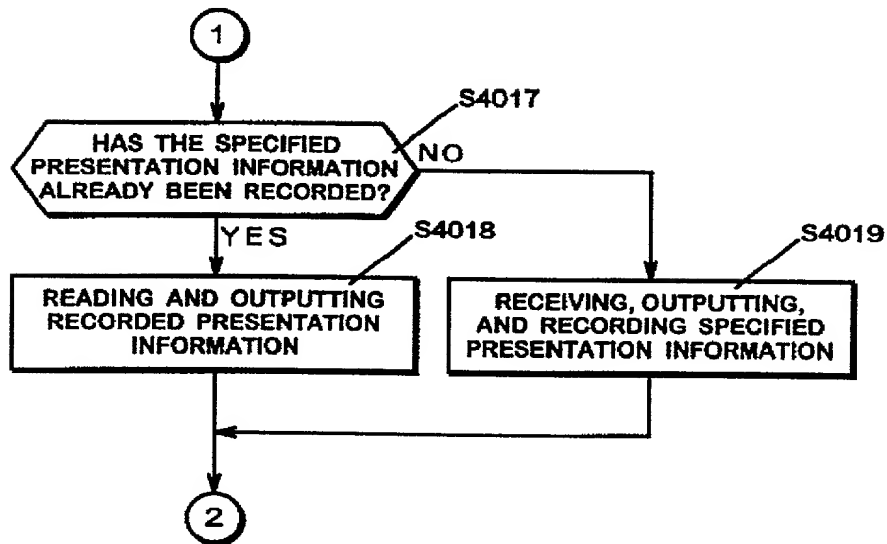 1
S4017
HAS THE SPECIFIED
PRESENTATION INFORMATION
ALREADY BEEN RECORDED?
NO
YES
S4018
READING AND OUTPUTTING
RECORDED PRESENTATION
INFORMATION
S4019
RECEIVING, OUTPUTTING,
AND RECORDING SPECIFIED
PRESENTATION INFORMATION
2